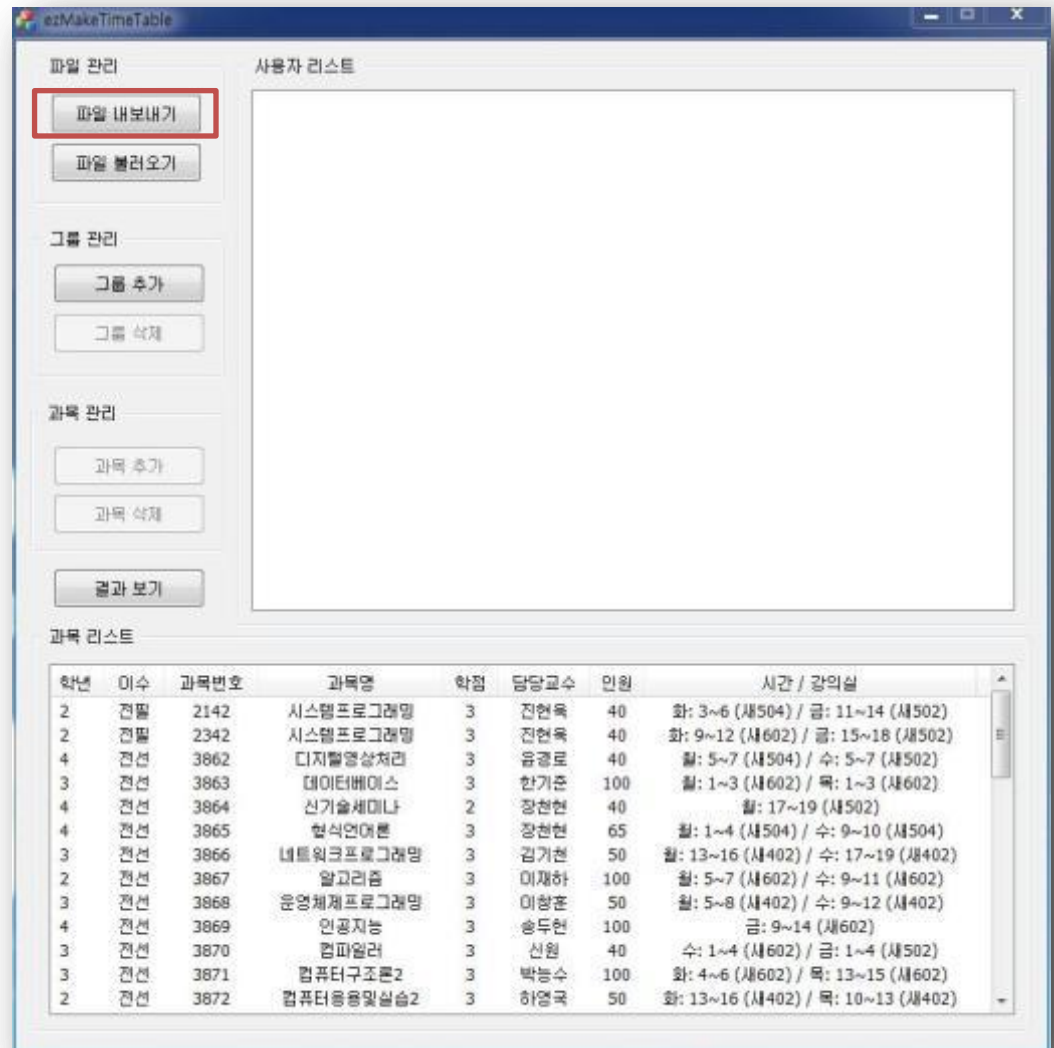 ezMakeTimeTable
파일 관리
파일 내보내기
파일 불러오기
그룹 관리
그룹 추가
그룹 삭제
과목 관리
과목 추가
과목 삭제
결과 보기
사용자 리스트
과목 리스트
학년 이수 과목번호 과목명 학점 담당교수 인원 시간 / 강의실
2 전필 2142 시스템프로그래밍 3 진현욱 40 화: 3~6 (새504) / 금: 11~14 (새502)
2 전필 2342 시스템프로그래밍 3 진현욱 40 화: 9~12 (새602) / 금: 15~18 (새502)
4 전선 3862 디지털영상처리 3 윤경로 40 월: 5~7 (새504) / 수: 5~7 (새502)
3 전선 3863 데이터베이스 3 한기준 100 월: 1~3 (새602) / 목: 1~3 (새602)
4 전선 3864 신기술세미나 2 장천현 40 월: 17~19 (새502)
4 전선 3865 형식언어론 3 장천현 65 월: 1~4 (새504) / 수: 9~10 (새504)
3 전선 3866 네트워크프로그래밍 3 김기천 50 월: 13~16 (새402) / 수: 17~19 (새402)
2 전선 3867 알고리즘 3 이재하 100 월: 5~7 (새602) / 수: 9~11 (새602)
3 전선 3868 운영체제프로그래밍 3 이창훈 50 월: 5~8 (새402) / 수: 9~12 (새402)
4 전선 3869 인공지능 3 송두헌 100 금: 9~14 (새602)
3 전선 3870 컴파일러 3 신원 40 수: 1~4 (새602) / 금: 1~4 (새502)
3 전선 3871 컴퓨터구조론2 3 박능수 100 화: 4~6 (새602) / 목: 13~15 (새602)
2 전선 3872 컴퓨터응용및실습2 3 하영국 50 화: 13~16 (새402) / 목: 10~13 (새402)